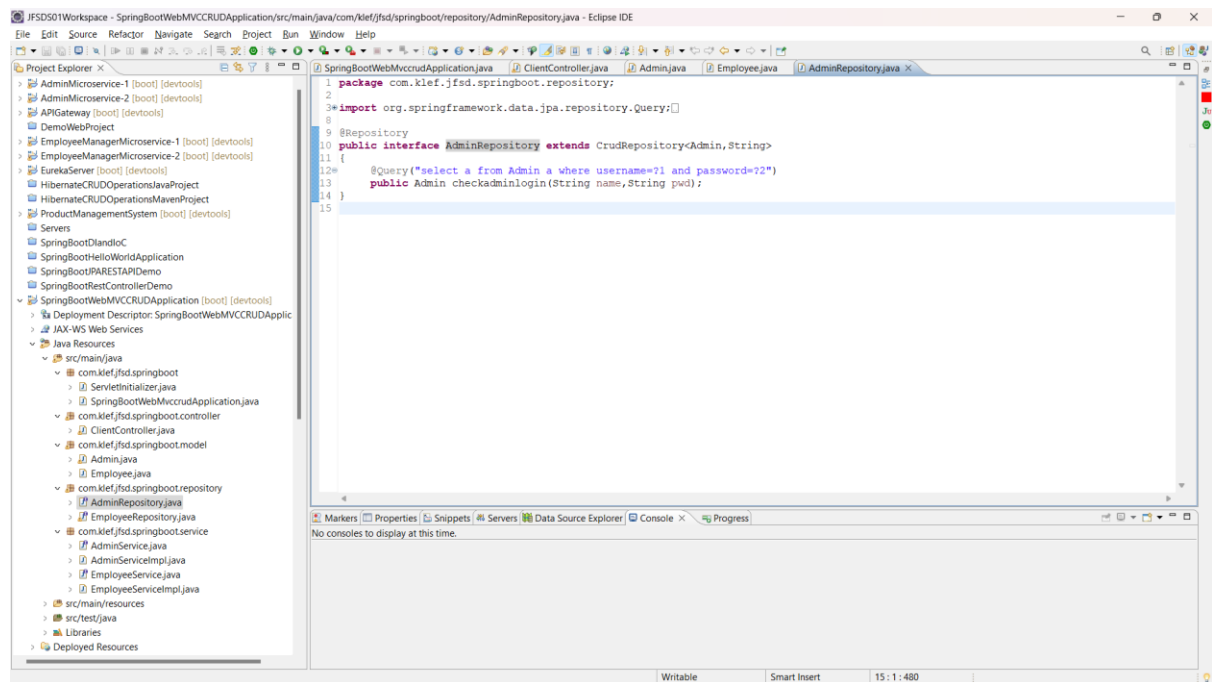 JFSDS01Workspace - SpringBootWebMVCCRUDApplication/src/main/java/com/klef/jfsd/springboot/repository/AdminRepository.java - Eclipse IDE
File Edit Source Refactor Navigate Search Project Run Window Help
Project Explorer
AdminMicroservice-1 [boot] [devtools]
AdminMicroservice-2 [boot] [devtools]
APIGateway [boot] [devtools]
DemoWebProject
EmployeeManagerMicroservice-1 [boot] [devtools]
EmployeeManagerMicroservice-2 [boot] [devtools]
EurekaServer [boot] [devtools]
HibernateCRUDOperationsJavaProject
HibernateCRUDOperationsMavenProject
ProductManagementSystem [boot] [devtools]
Servers
SpringBootDIandIoC
SpringBootHelloWorldApplication
SpringBootJPARESTAPIDemo
SpringBootRestControllerDemo
SpringBootWebMVCCRUDApplication [boot] [devtools]
Deployment Descriptor: SpringBootWebMVCCRUDApplic
JAX-WS Web Services
Java Resources
src/main/java
com.klef.jfsd.springboot
ServletInitializer.java
SpringBootWebMvccrudApplication.java
com.klef.jfsd.springboot.controller
ClientController.java
com.klef.jfsd.springboot.model
Admin.java
Employee.java
com.klef.jfsd.springboot.repository
AdminRepository.java
EmployeeRepository.java
com.klef.jfsd.springboot.service
AdminService.java
AdminServiceImpl.java
EmployeeService.java
EmployeeServiceImpl.java
src/main/resources
src/test/java
Libraries
Deployed Resources
SpringBootWebMvccrudApplication.java ClientController.java Admin.java Employee.java AdminRepository.java
1 package com.klef.jfsd.springboot.repository;
2
3 import org.springframework.data.jpa.repository.Query;
8
9 @Repository
10 public interface AdminRepository extends CrudRepository<Admin,String>
11 {
12 @Query("select a from Admin a where username=?1 and password=?2")
13 public Admin checkadminlogin(String name,String pwd);
14 }
15
Markers Properties Snippets Servers Data Source Explorer Console Progress
No consoles to display at this time.
Writable Smart Insert 15 : 1 : 480